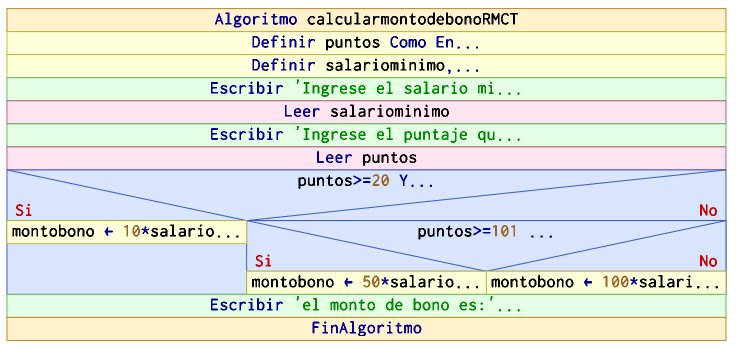 Algoritmo calcularmontodebonoRMCT
Definir puntos Como En...
Definir salariominimo,...
Escribir 'Ingrese el salario mi...
Leer salariominimo
Escribir 'Ingrese el puntaje qu...
Leer puntos
puntos>=20 Y...
Si No
montobono ← 10*salario... puntos>=101 ...
Si No
montobono ← 50*salario... montobono ← 100*salari...
Escribir 'el monto de bono es:'...
FinAlgoritmo